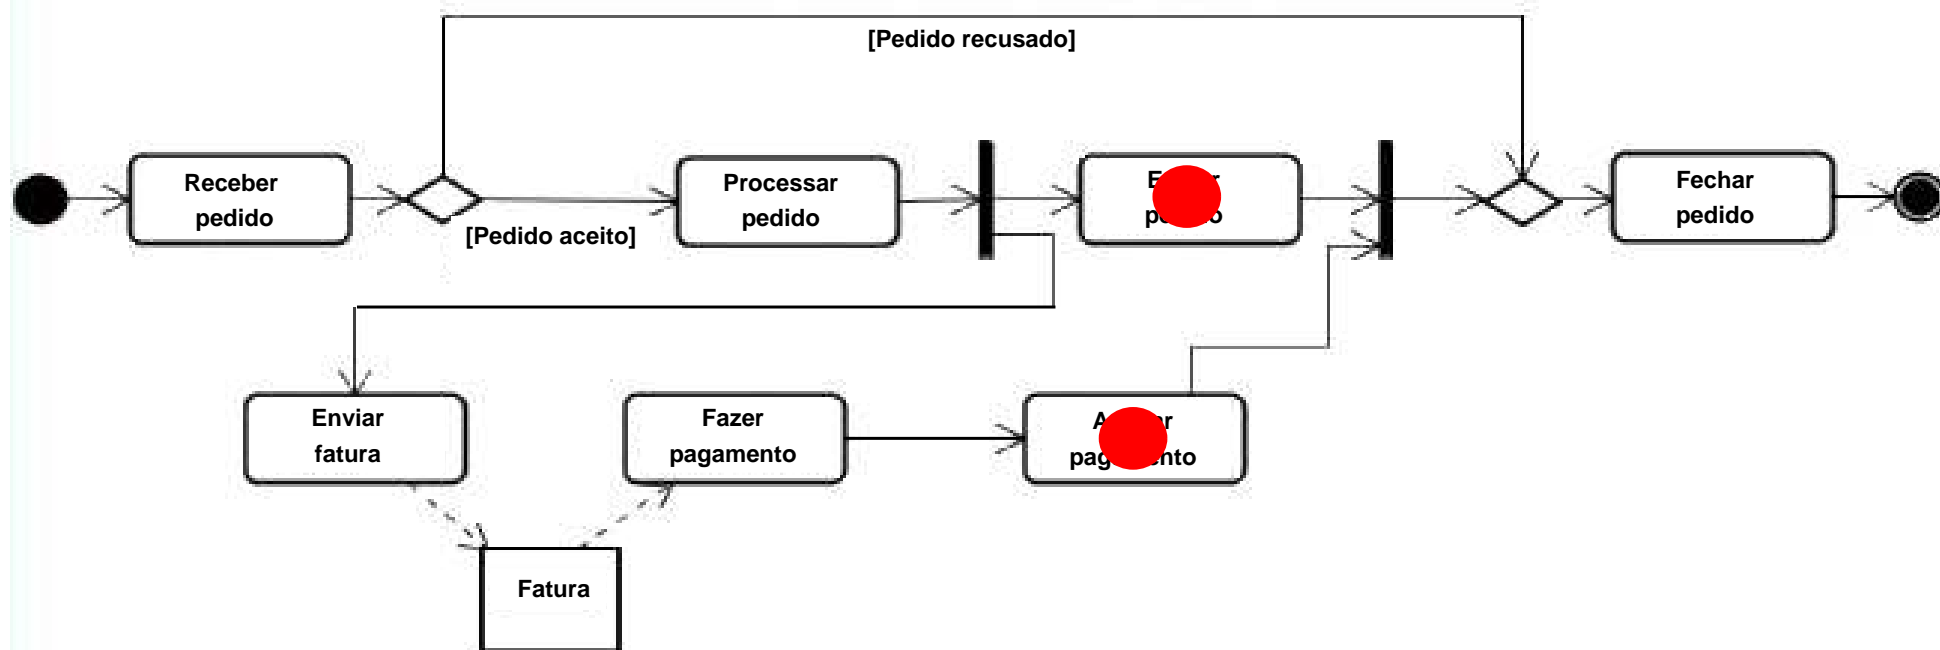 [Pedido recusado]
Receber
pedido
[Pedido aceito]
Processar
pedido
Fechar
pedido
Enviar
fatura
Fazer
pagamento
Fatura